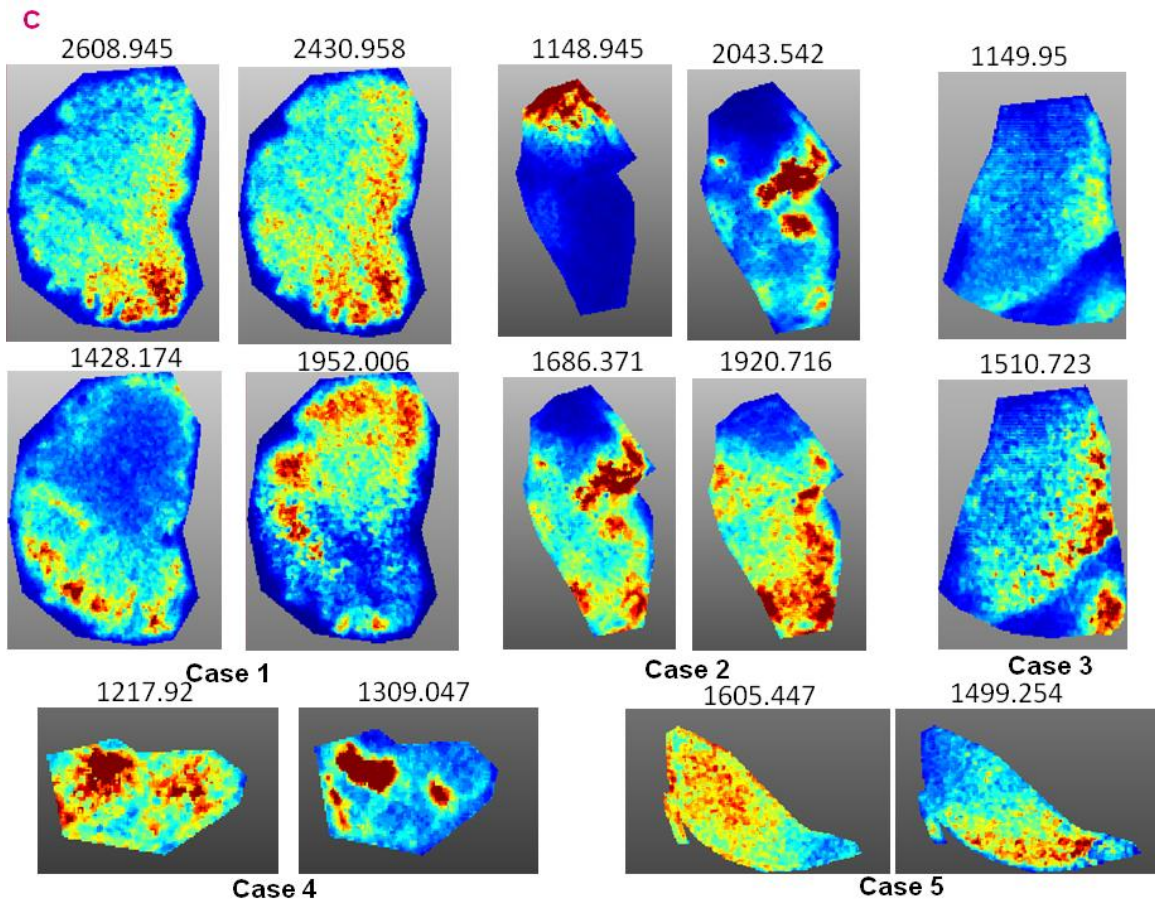 C
2608.945 2430.958 1148.945 2043.542 1149.95
1428.174 1952.006 1686.371 1920.716 1510.723
Case 1 Case 2 Case 3
1217.92 1309.047 1605.447 1499.254
Case 4 Case 5